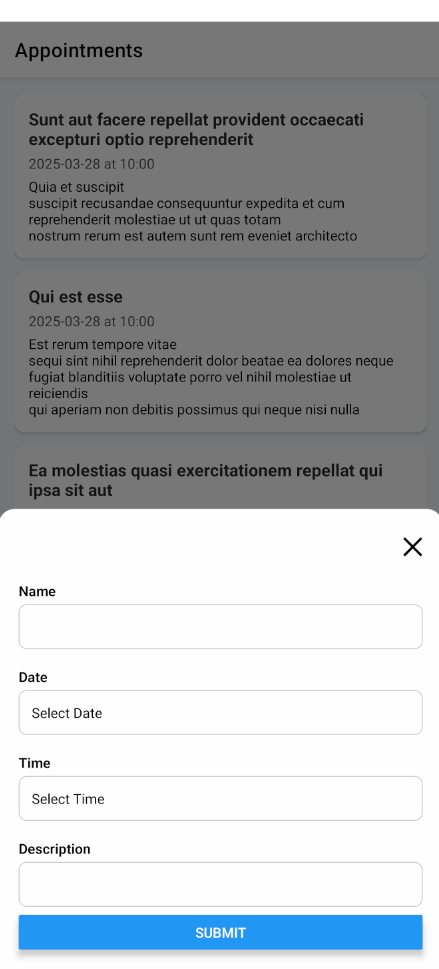 Appointments
Sunt aut facere repellat provident occaecati
excepturi optio reprehenderit
2025-03-28 at 10:00
Quia et suscipit
suscipit recusandae consequuntur expedita et cum
reprehenderit molestiae ut ut quas totam
nostrum rerum est autem sunt rem eveniet architecto
Qui est esse
2025-03-28 at 10:00
Est rerum tempore vitae
sequi sint nihil reprehenderit dolor beatae ea dolores neque
fugiat blanditiis voluptate porro vel nihil molestiae ut
reiciendis
qui aperiam non debitis possimus qui neque nisi nulla
Ea molestias quasi exercitationem repellat qui
ipsa sit aut
Name
Date
Select Date
Time
Select Time
Description
SUBMIT